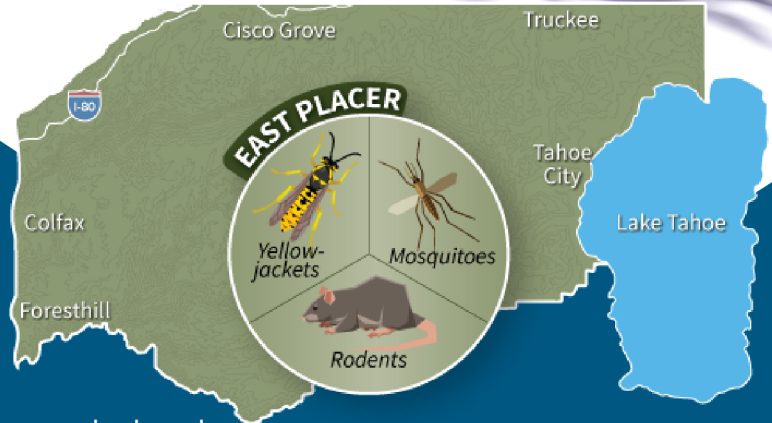 Cisco Grove
Truckee
I-80
EAST PLACER
Tahoe
City
Colfax
Lake Tahoe
Yellow-
jackets
Mosquitoes
Foresthill
Rodents